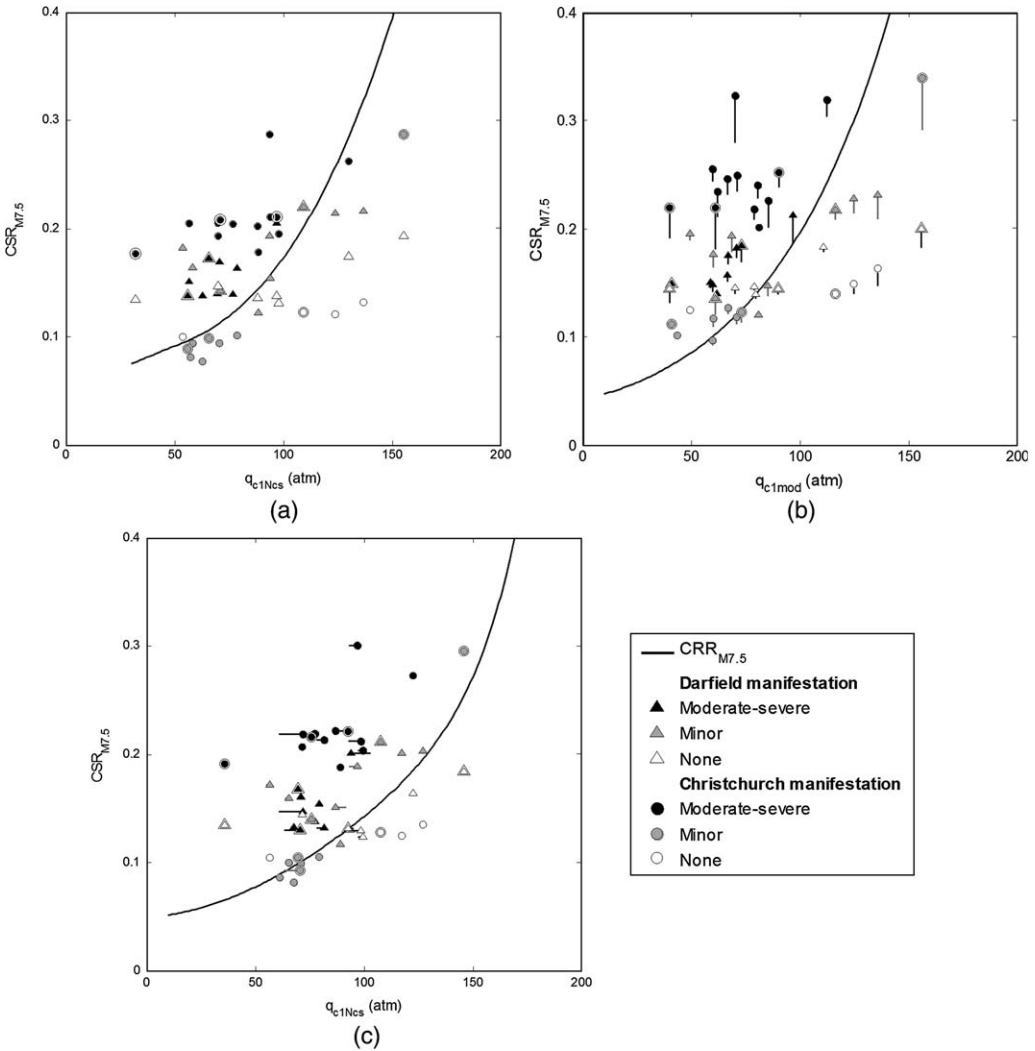 0.4
0.3
0.2
0.1
0
CSR_M7.5
0 50 100 150 200
q_c1Ncs (atm)
(a)
0.4
0.3
0.2
0.1
0
CSR_M7.5
0 50 100 150 200
q_c1mod (atm)
(b)
0.4
0.3
0.2
0.1
0
CSR_M7.5
0 50 100 150 200
q_c1Ncs (atm)
(c)
CRR_M7.5
Darfield manifestation
Moderate-severe
Minor
None
Christchurch manifestation
Moderate-severe
Minor
None